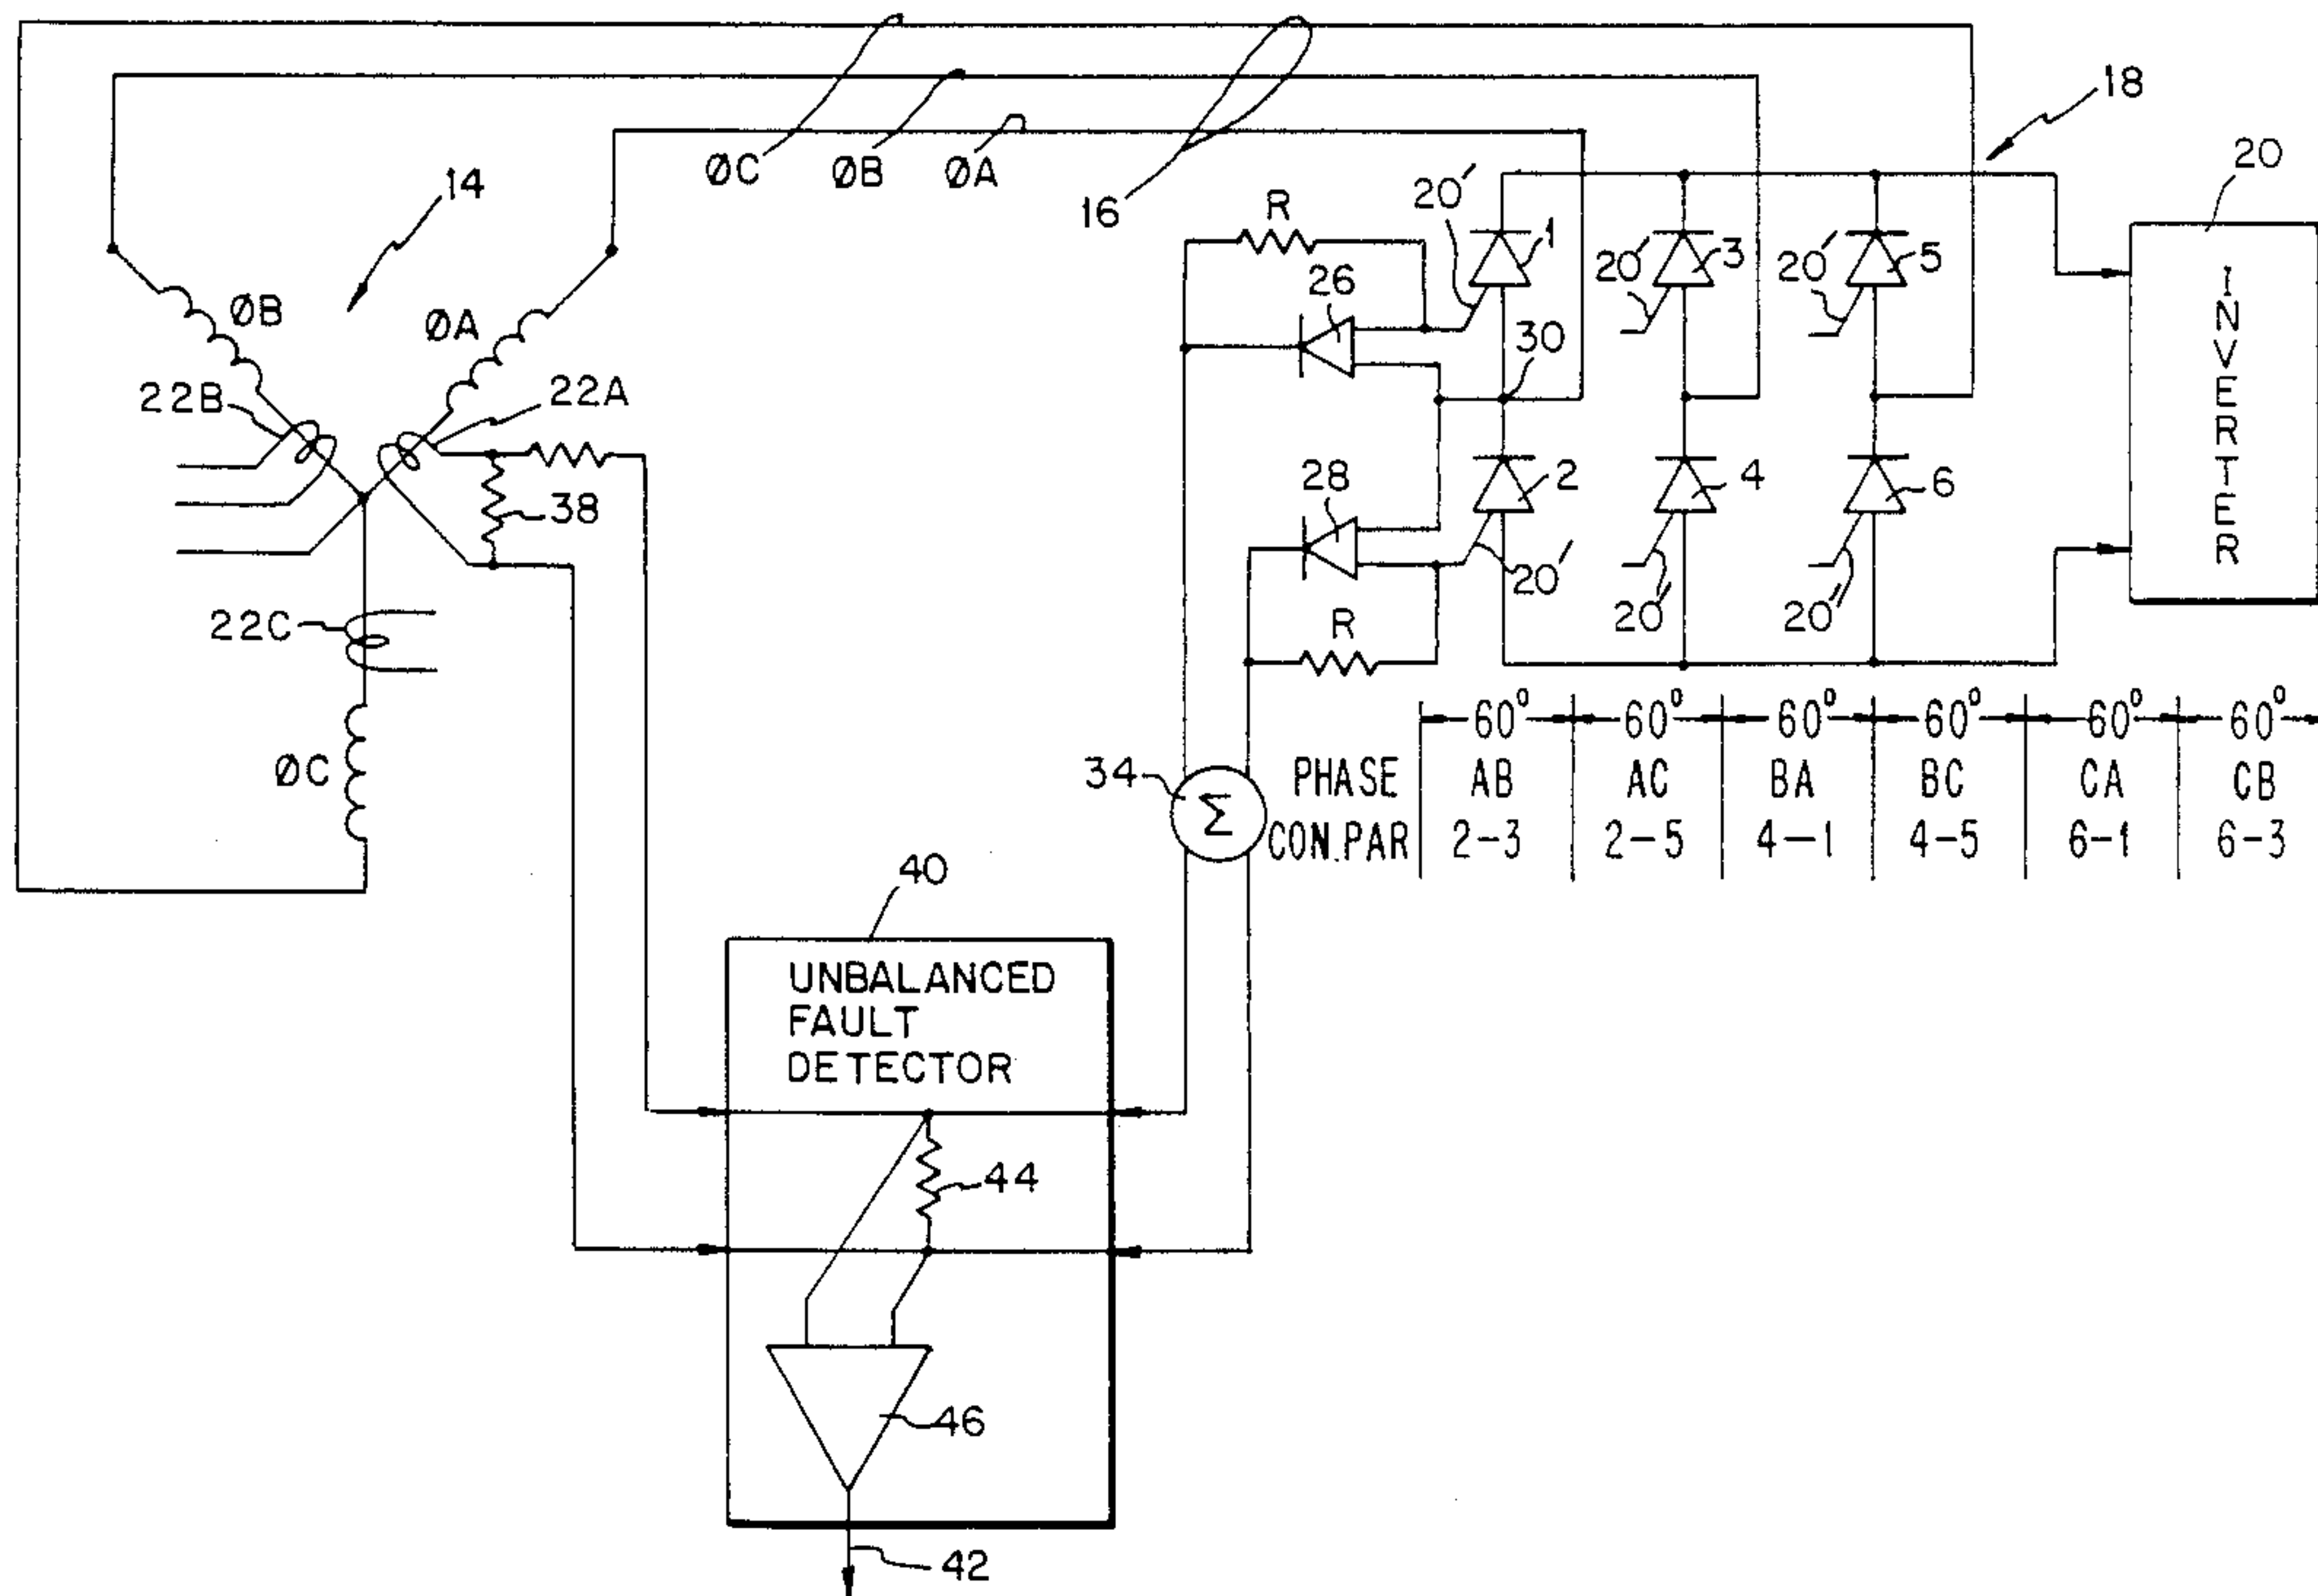 ØC
ØB
ØA
16
18
20
14
ØB
ØA
22B
22A
38
22C
ØC
R
20'
1
20'
3
20'
5
26
30
28
2
20'
4
20'
6
20'
R
INVERTER
60° 60° 60° 60° 60° 60°
PHASE AB AC BA BC CA CB
CON.PAR 2-3 2-5 4-1 4-5 6-1 6-3
34
Σ
40
UNBALANCED
FAULT
DETECTOR
44
46
42